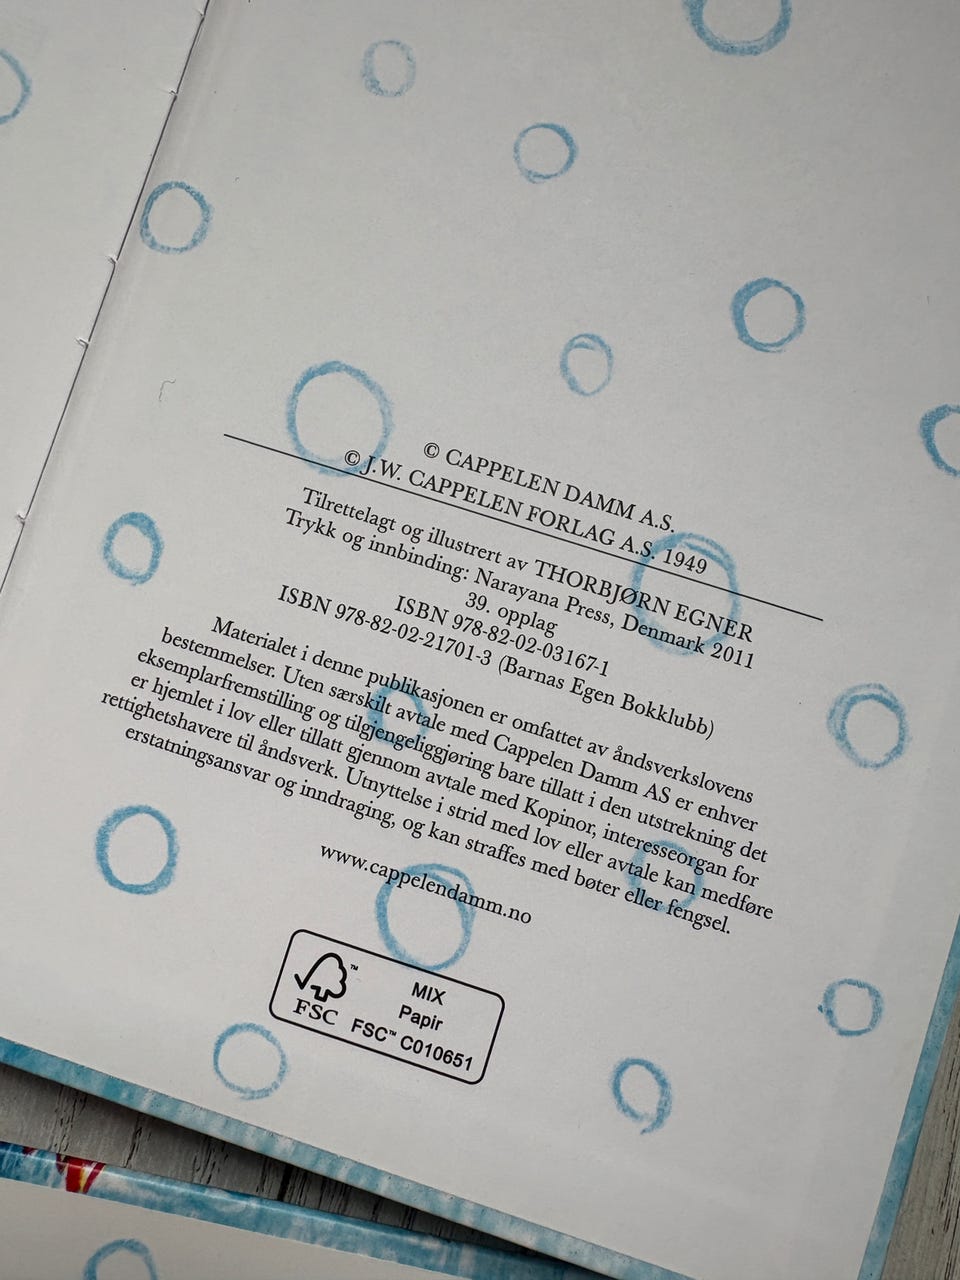 © CAPPELEN DAMM A.S.
© J.W. CAPPELEN FORLAG A.S. 1949
Tilrettelagt og illustrert av THORBJØRN EGNER
Trykk og innbinding: Narayana Press, Denmark 2011
39. opplag
ISBN 978-82-02-03167-1
ISBN 978-82-02-21701-3 (Barnas Egen Bokklubb)
Materialet i denne publikasjonen er omfattet av åndsverkslovens
bestemmelser. Uten særskilt avtale med Cappelen Damm AS er enhver
eksemplarfremstilling og tilgjengeliggjøring bare tillatt i den utstrekning det
er hjemlet i lov eller tillatt gjennom avtale med Kopinor, interesseorgan for
rettighetshavere til åndsverk. Utnyttelse i strid med lov eller avtale kan medføre
erstatningsansvar og inndraging, og kan straffes med bøter eller fengsel.
www.cappelendamm.no
FSC™
MIX
Papir
FSC™ C010651